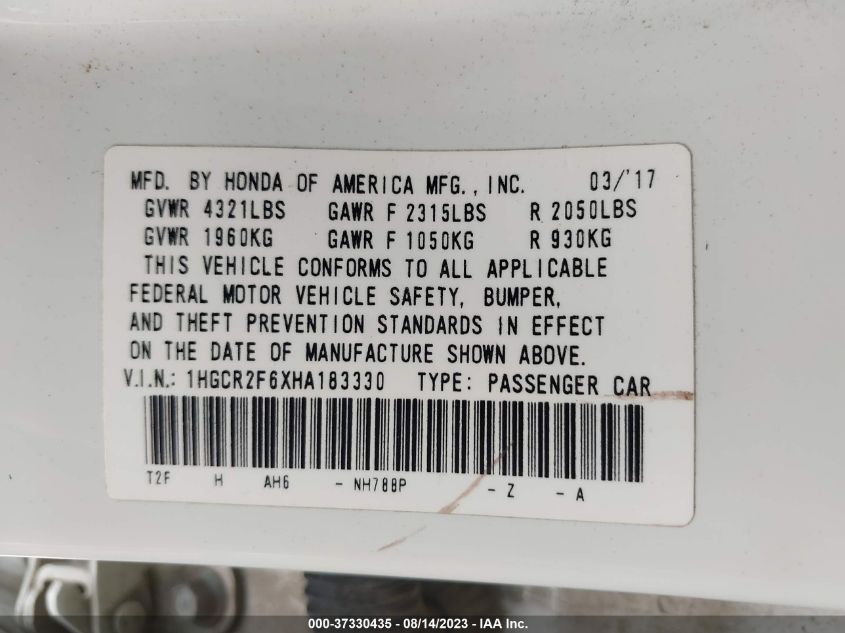 MFD. BY HONDA OF AMERICA MFG., INC. 03/'17
GVWR 4321LBS GAWR F 2315LBS R 2050LBS
GVWR 1960KG GAWR F 1050KG R 930KG
THIS VEHICLE CONFORMS TO ALL APPLICABLE
FEDERAL MOTOR VEHICLE SAFETY, BUMPER,
AND THEFT PREVENTION STANDARDS IN EFFECT
ON THE DATE OF MANUFACTURE SHOWN ABOVE.
V.I.N.: 1HGCR2F6XHA183330 TYPE: PASSENGER CAR
T2F H AH6 - NH788P - Z - A
000-37330435 - 08/14/2023 - IAA Inc.